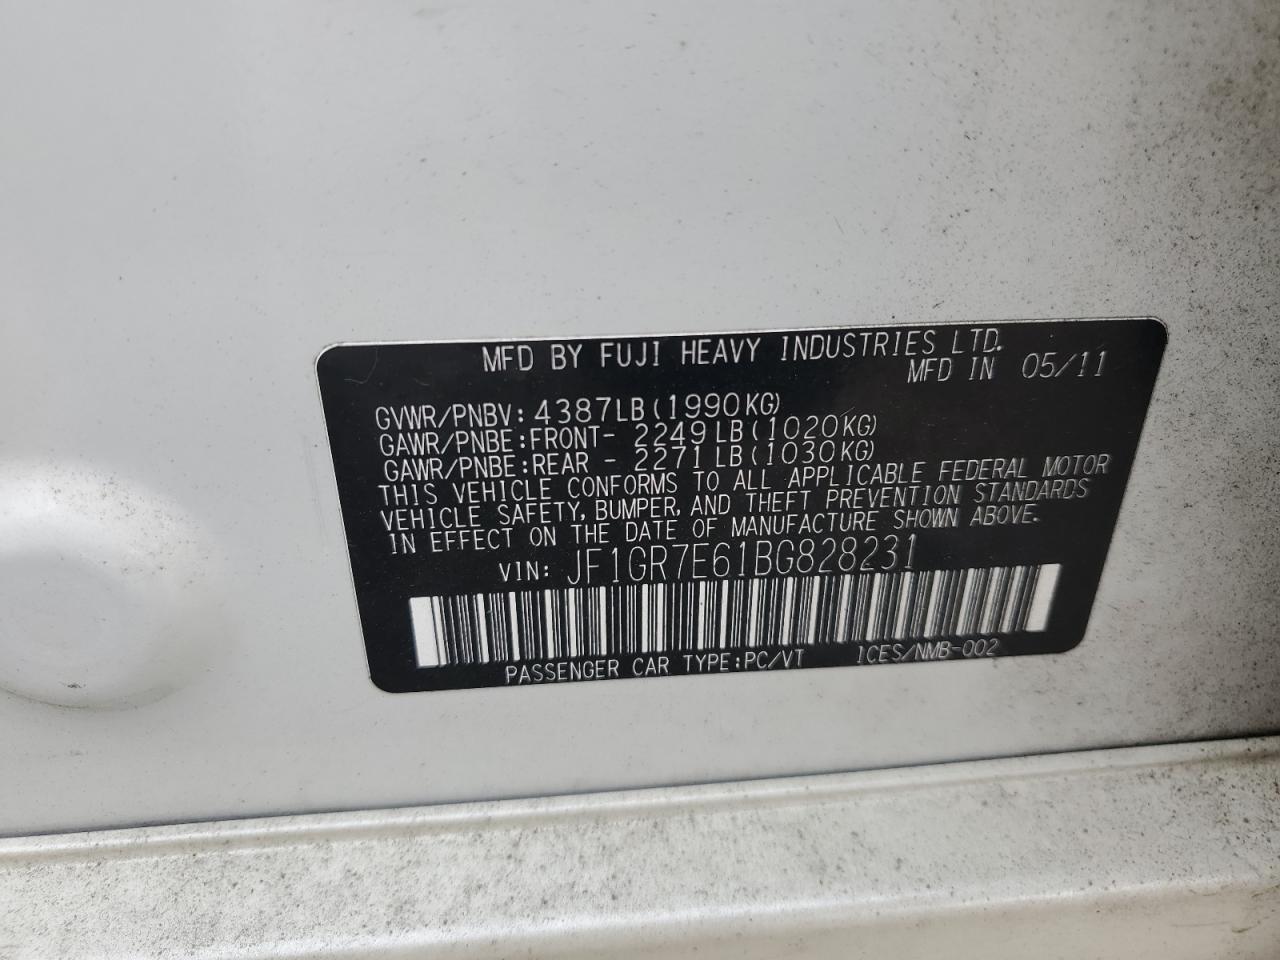 MFD BY FUJI HEAVY INDUSTRIES LTD.
MFD IN 05/11
GVWR/PNBV: 4387LB(1990KG)
GAWR/PNBE:FRONT- 2249LB(1020KG)
GAWR/PNBE:REAR - 2271LB(1030KG)
THIS VEHICLE CONFORMS TO ALL APPLICABLE FEDERAL MOTOR
VEHICLE SAFETY, BUMPER, AND THEFT PREVENTION STANDARDS
IN EFFECT ON THE DATE OF MANUFACTURE SHOWN ABOVE.
VIN: JF1GR7E61BG828231
PASSENGER CAR TYPE:PC/VT 1CES/NMB-002